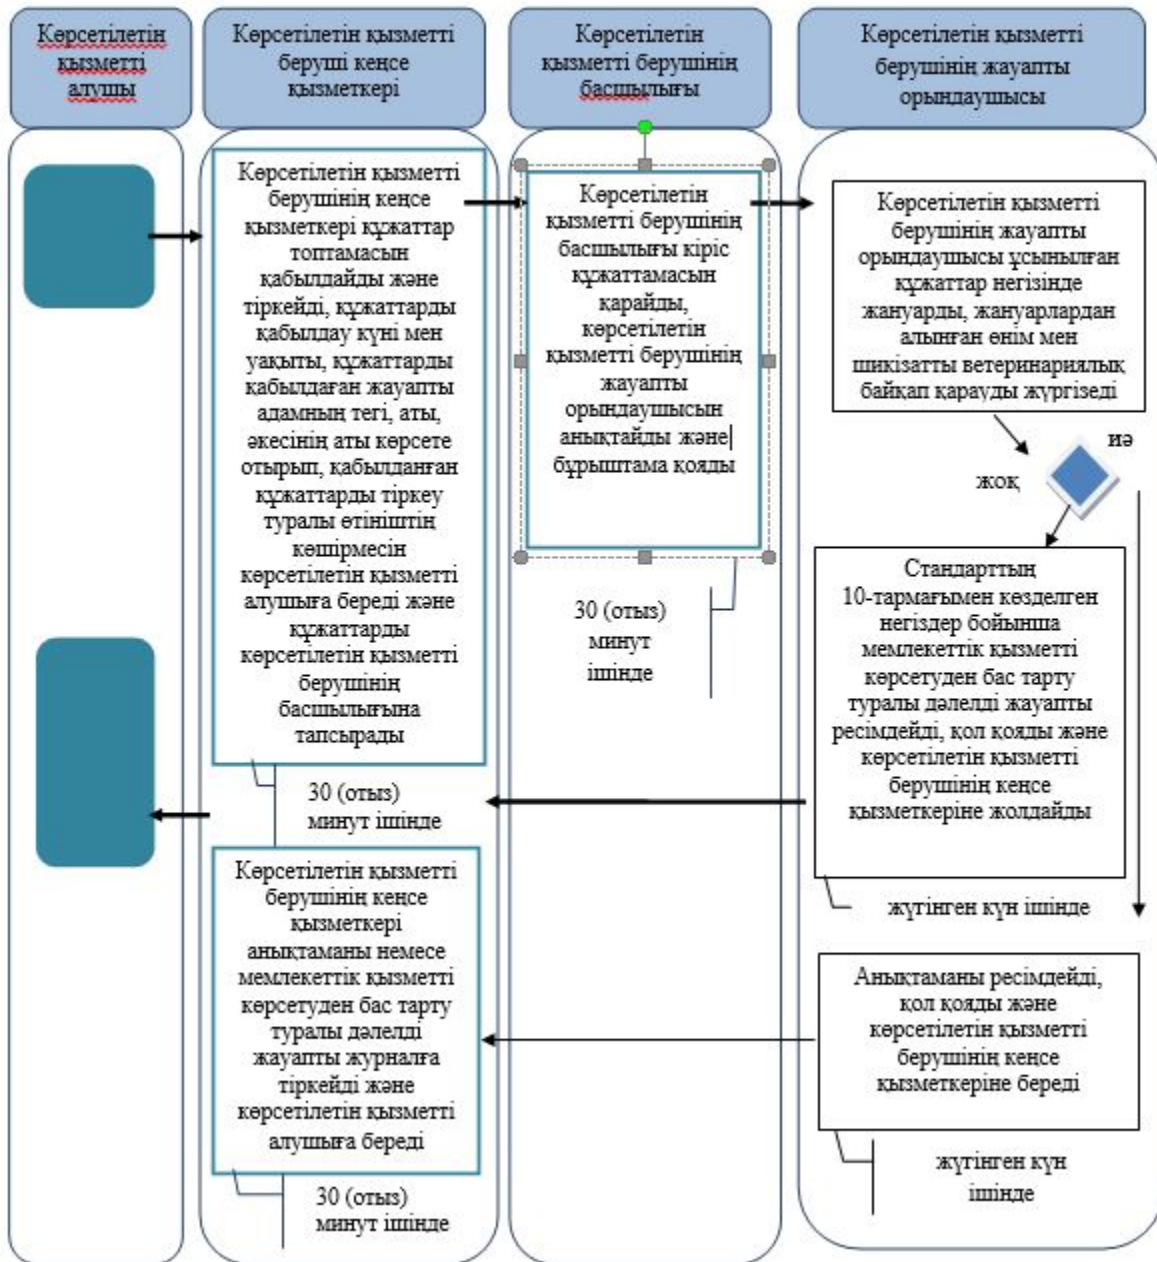 Көрсетілетін
қызметті
алушы
Көрсетілетін қызметті
беруші кеңсе
қызметкері
Көрсетілетін
қызметті берушінің
басшылығы
Көрсетілетін қызметті
берушінің жауапты
орындаушысы
Көрсетілетін қызметті
берушінің кеңсе
қызметкері құжаттар
топтамасын
қабылдайды және
тіркейді, құжаттарды
қабылдау күні мен
уақыты, құжаттарды
қабылдаған жауапты
адамның тегі, аты,
әкесінің аты көрсете
отырып, қабылданған
құжаттарды тіркеу
туралы өтініштің
көшірмесін
көрсетілетін қызметті
алушыға береді және
құжаттарды
көрсетілетін қызметті
берушінің
басшылығына
тапсырады
30 (отыз)
минут ішінде
Көрсетілетін
қызметті берушінің
басшылығы кіріс
құжаттамасын
қарайды,
көрсетілетін
қызметті берушінің
жауапты
орындаушысын
анықтайды және
бұрыштама қояды
30 (отыз)
минут
ішінде
Көрсетілетін қызметті
берушінің жауапты
орындаушысы ұсынылған
құжаттар негізінде
жануарды, жануарлардан
алынған өнім мен
шикізатты ветеринариялық
байқап қарауды жүргізеді
иә
жоқ
Стандарттың
10-тармағымен көзделген
негіздер бойынша
мемлекеттік қызметті
көрсетуден бас тарту
туралы дәлелді жауапты
ресімдейді, қол қояды және
көрсетілетін қызметті
берушінің кеңсе
қызметкеріне жолдайды
жүгінген күн ішінде
Көрсетілетін қызметті
берушінің кеңсе
қызметкері
анықтаманы немесе
мемлекеттік қызметті
көрсетуден бас тарту
туралы дәлелді
жауапты журналға
тіркейді және
көрсетілетін қызметті
алушыға береді
30 (отыз)
минут ішінде
Анықтаманы ресімдейді,
қол қояды және
көрсетілетін қызметті
берушінің кеңсе
қызметкеріне береді
жүгінген күн
ішінде